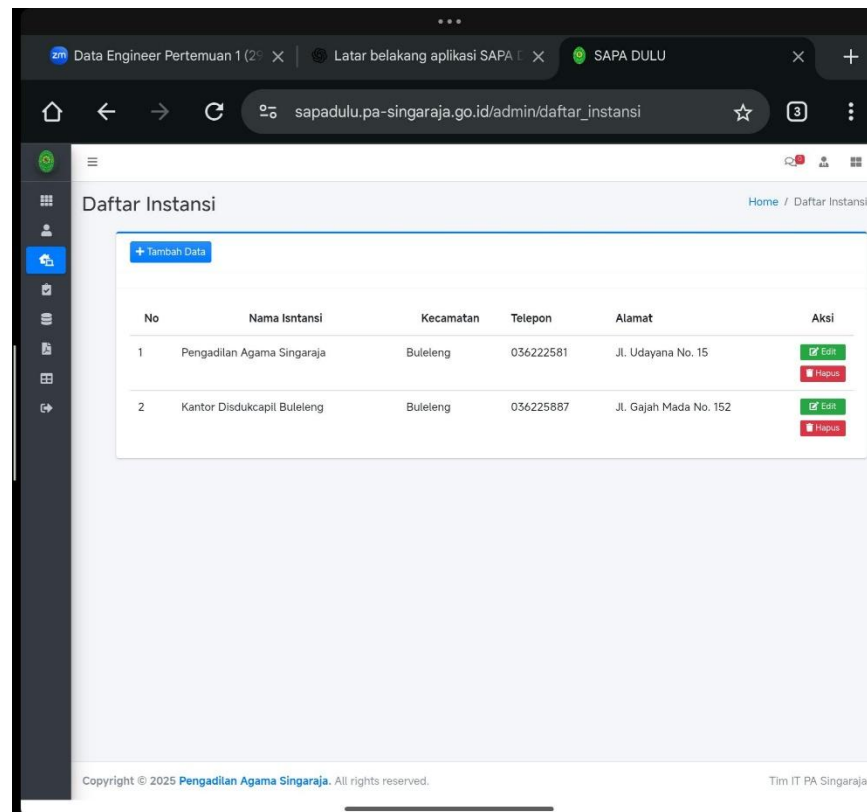 Data Engineer Pertemuan 1 (29
Latar belakang aplikasi SAPA D
SAPA DULU
sapadulu.pa-singaraja.go.id/admin/daftar_instansi
3
0
Daftar Instansi
Home / Daftar Instansi
+ Tambah Data
No Nama Isntansi Kecamatan Telepon Alamat Aksi
1 Pengadilan Agama Singaraja Buleleng 036222581 Jl. Udayana No. 15 Edit
Hapus
2 Kantor Disdukcapil Buleleng Buleleng 036225887 Jl. Gajah Mada No. 152 Edit
Hapus
Copyright © 2025 Pengadilan Agama Singaraja. All rights reserved. Tim IT PA Singaraja